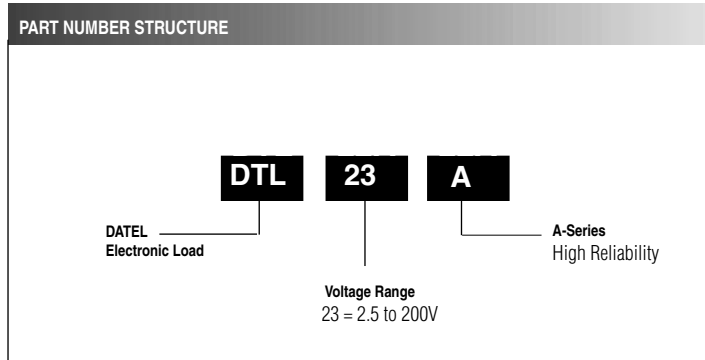 PART NUMBER STRUCTURE
DTL 23 A
DATEL
Electronic Load
A-Series
High Reliability
Voltage Range
23 = 2.5 to 200V